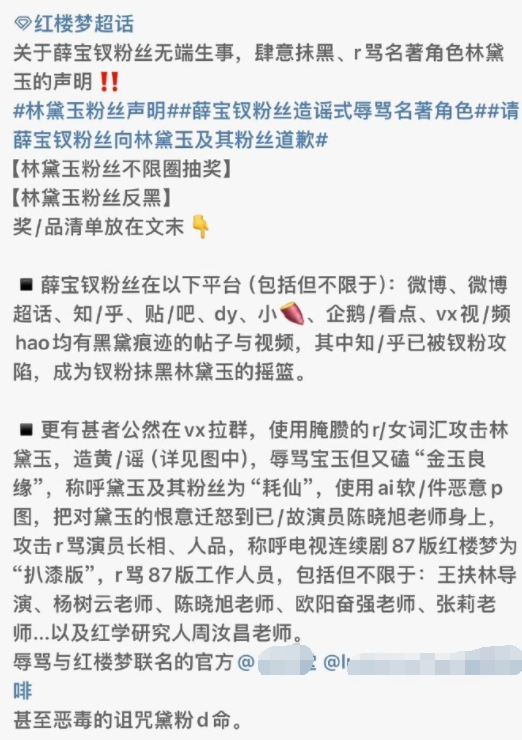 红楼梦超话
关于薛宝钗粉丝无端生事，肆意抹黑、r骂名著角色林黛
玉的声明‼️
#林黛玉粉丝声明##薛宝钗粉丝造谣式辱骂名著角色##请
薛宝钗粉丝向林黛玉及其粉丝道歉#
【林黛玉粉丝不限圈抽奖】
【林黛玉粉丝反黑】
奖/品清单放在文末👇
◾薛宝钗粉丝在以下平台（包括但不限于）：微博、微博
超话、知/乎、贴/吧、dy、小🍠、企鹅/看点、vx视/频
hao均有黑黛痕迹的帖子与视频，其中知/乎已被钗粉攻
陷，成为钗粉抹黑林黛玉的摇篮。
◾更有甚者公然在vx拉群，使用腌臜的r/女词汇攻击林
黛玉，造黄/谣（详见图中），辱骂宝玉但又磕“金玉良
缘”，称呼黛玉及其粉丝为“耗仙”，使用ai软/件恶意p
图，把对黛玉的恨意迁怒到已/故演员陈晓旭老师身上，
攻击r骂演员长相、人品，称呼电视连续剧87版红楼梦为
“扒漆版”，r骂87版工作人员，包括但不限于：王扶林导
演、杨树云老师、陈晓旭老师、欧阳奋强老师、张莉老
师...以及红学研究人周汝昌老师。
辱骂与红楼梦联名的官方@ @l
啡
甚至恶毒的诅咒黛粉d命。